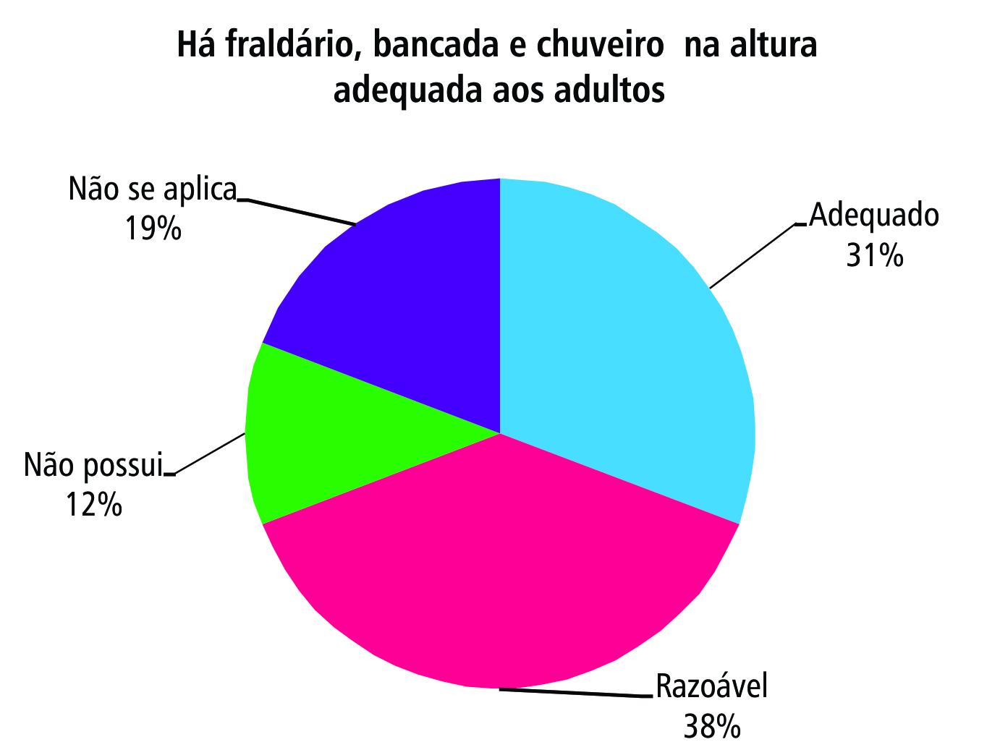 Há fraldário, bancada e chuveiro na altura
adequada aos adultos
Não se aplica
19%
Adequado
31%
Não possui
12%
Razoável
38%